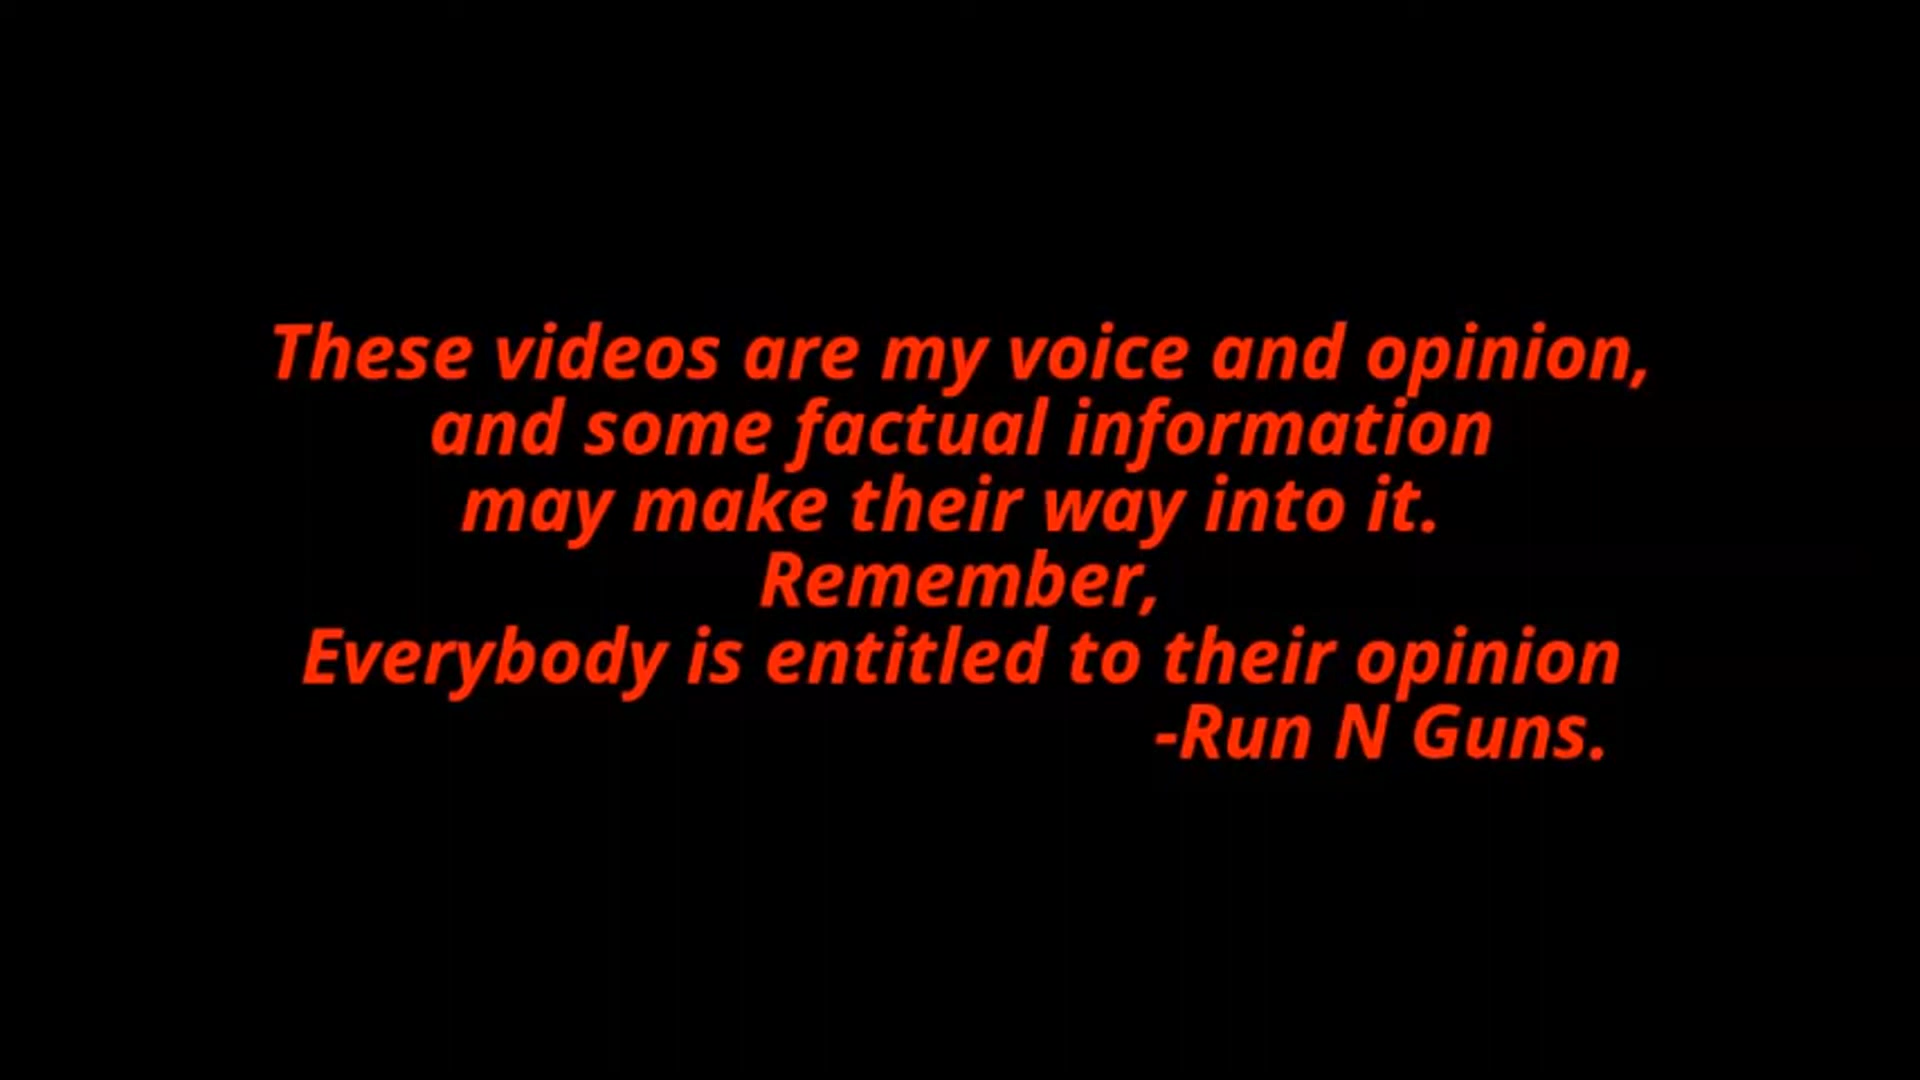 These videos are my voice and opinion,
and some factual information
may make their way into it.
Remember,
Everybody is entitled to their opinion
-Run N Guns.